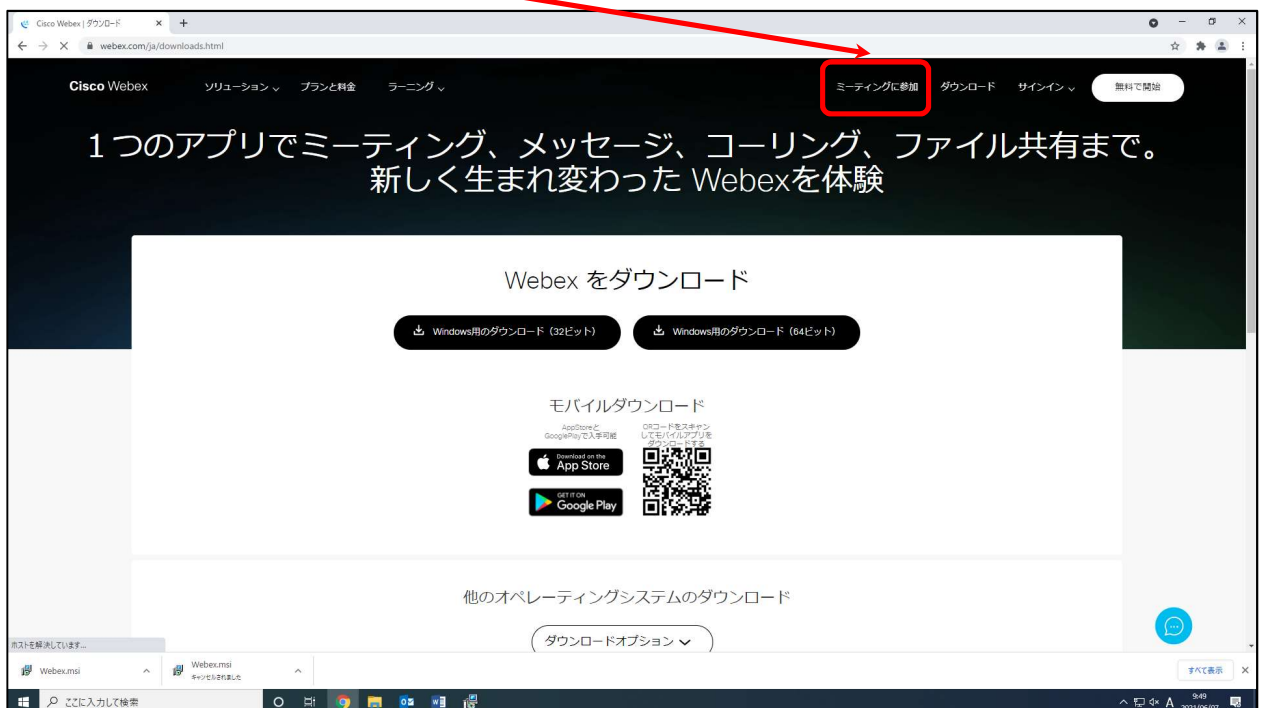 Cisco Webex | ダウンロード
webex.com/ja/downloads.html
Cisco Webex ソリューション プランと料金 ラーニング ミーティングに参加 ダウンロード サインイン 無料で開始
1つのアプリでミーティング、メッセージ、コーリング、ファイル共有まで。
新しく生まれ変わった Webexを体験
Webex をダウンロード
Windows用のダウンロード（32ビット） Windows用のダウンロード（64ビット）
モバイルダウンロード
AppStoreと
GooglePlayで入手可能
QRコードをスキャン
してモバイルアプリを
ダウンロードする
Download on the
App Store
GET IT ON
Google Play
他のオペレーティングシステムのダウンロード
ダウンロードオプション
ホストを解決しています...
Webex.msi
Webex.msi
キャンセルされました
すべて表示
ここに入力して検索
A
9:49
2021/06/07